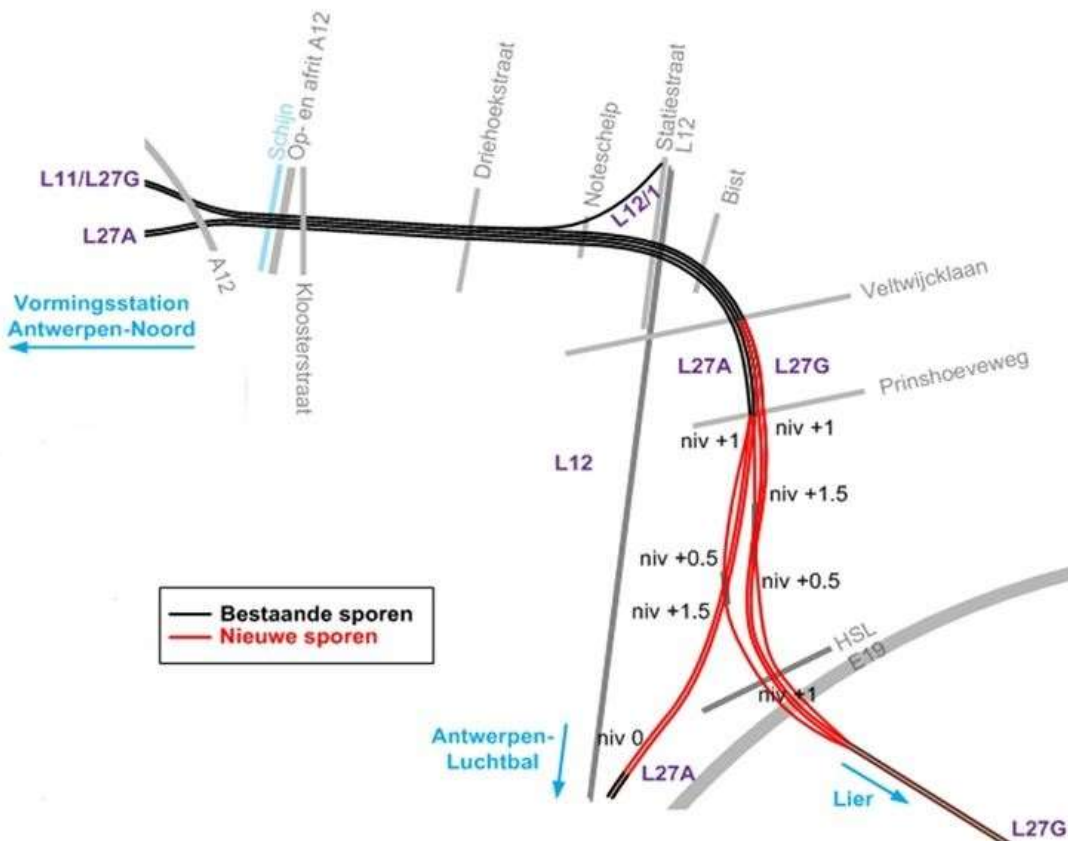 Schijn
Op- en afrit A12
Driehoekstraat
Noteschelp
Statiestraat
L12
L12/1
Bist
L11/L27G
L27A
A12
Kloosterstraat
Vormingsstation
Antwerpen-Noord
Veltwijcklaan
L27A
L27G
Prinshoeveweg
niv +1
niv +1
L12
niv +1.5
niv +0.5
niv +0.5
niv +1.5
Bestaande sporen
Nieuwe sporen
HSL
E19
niv +1
Antwerpen-
Luchtbal
niv 0
L27A
Lier
L27G